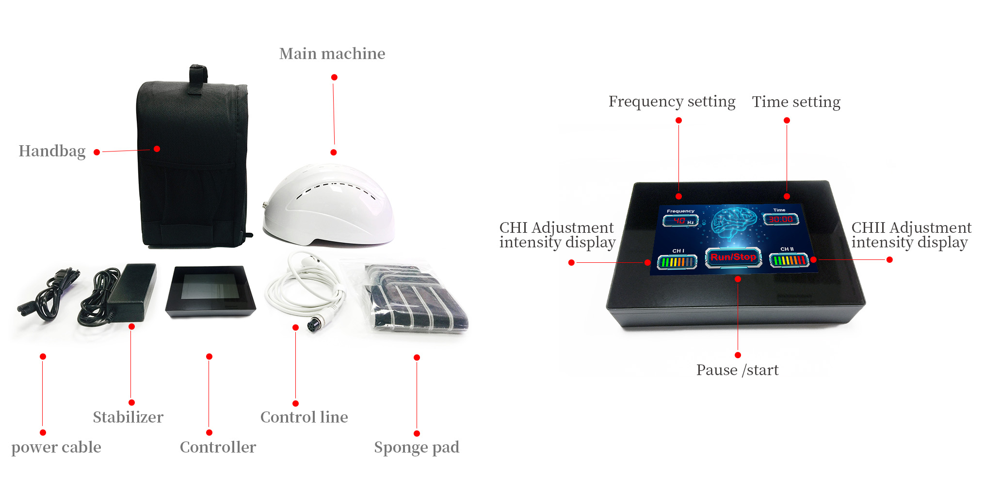 Main machine
Handbag
Stabilizer
Control line
power cable
Controller
Sponge pad
Frequency setting
Time setting
CHI Adjustment
intensity display
CHII Adjustment
intensity display
Frequency
40 Hz
Time
30:00
CH I
Run/Stop
CH II
Pause /start